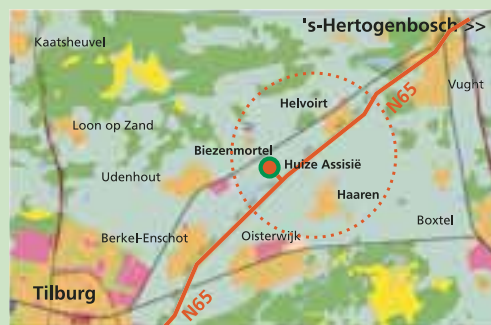 's-Hertogenbosch >>
Kaatsheuvel
Vught
N65
Helvoirt
Loon op Zand
Biezenmortel
Huize Assisië
Udenhout
Haaren
Boxtel
Berkel-Enschot
Oisterwijk
Tilburg
N65